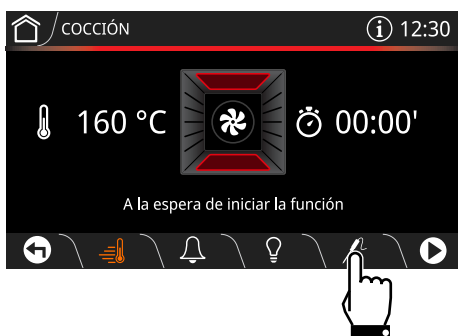 COCCIÓN
i 12:30
160 °C
00:00'
A la espera de iniciar la función